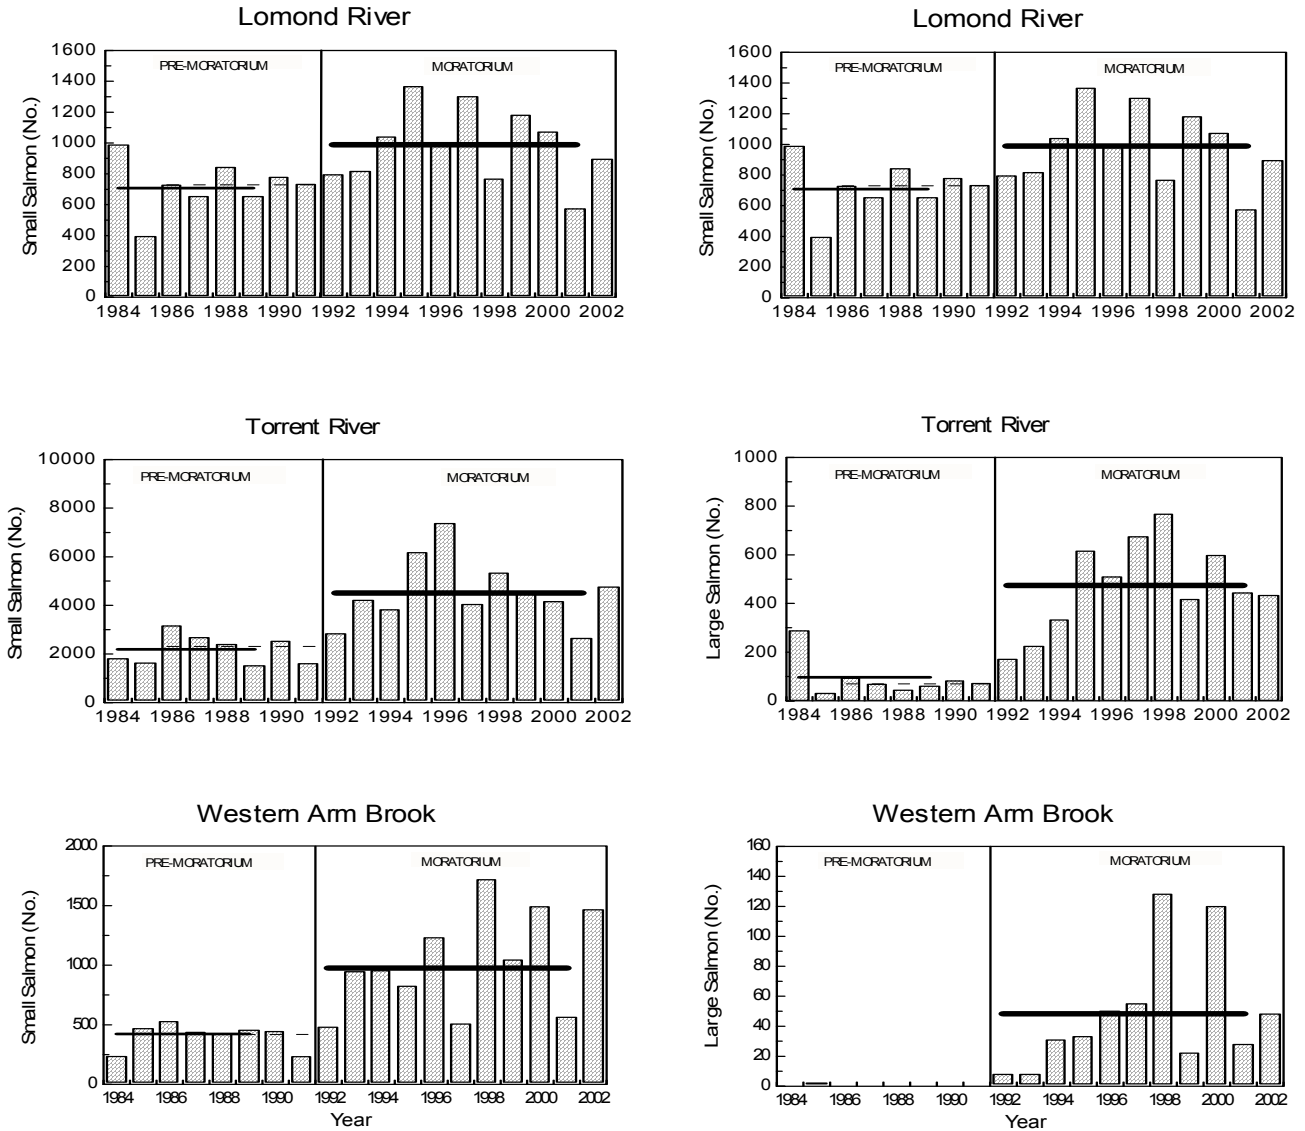 Lomond River
Small Salmon (No.)
1600
1400
1200
1000
800
600
400
200
0
PRE-MORATORIUM
MORATORIUM
1984 1986 1988 1990 1992 1994 1996 1998 2000 2002
Lomond River
Small Salmon (No.)
1600
1400
1200
1000
800
600
400
200
0
PRE-MORATORIUM
MORATORIUM
1984 1986 1988 1990 1992 1994 1996 1998 2000 2002
Torrent River
Small Salmon (No.)
10000
8000
6000
4000
2000
0
PRE-MORATORIUM
MORATORIUM
1984 1986 1988 1990 1992 1994 1996 1998 2000 2002
Torrent River
Large Salmon (No.)
1000
800
600
400
200
0
PRE-MORATORIUM
MORATORIUM
1984 1986 1988 1990 1992 1994 1996 1998 2000 2002
Western Arm Brook
Small Salmon (No.)
2000
1500
1000
500
0
PRE-MORATORIUM
MORATORIUM
1984 1986 1988 1990 1992 1994 1996 1998 2000 2002
Year
Western Arm Brook
Large Salmon (No.)
160
140
120
100
80
60
40
20
0
PRE-MORATORIUM
MORATORIUM
1984 1986 1988 1990 1992 1994 1996 1998 2000 2002
Year